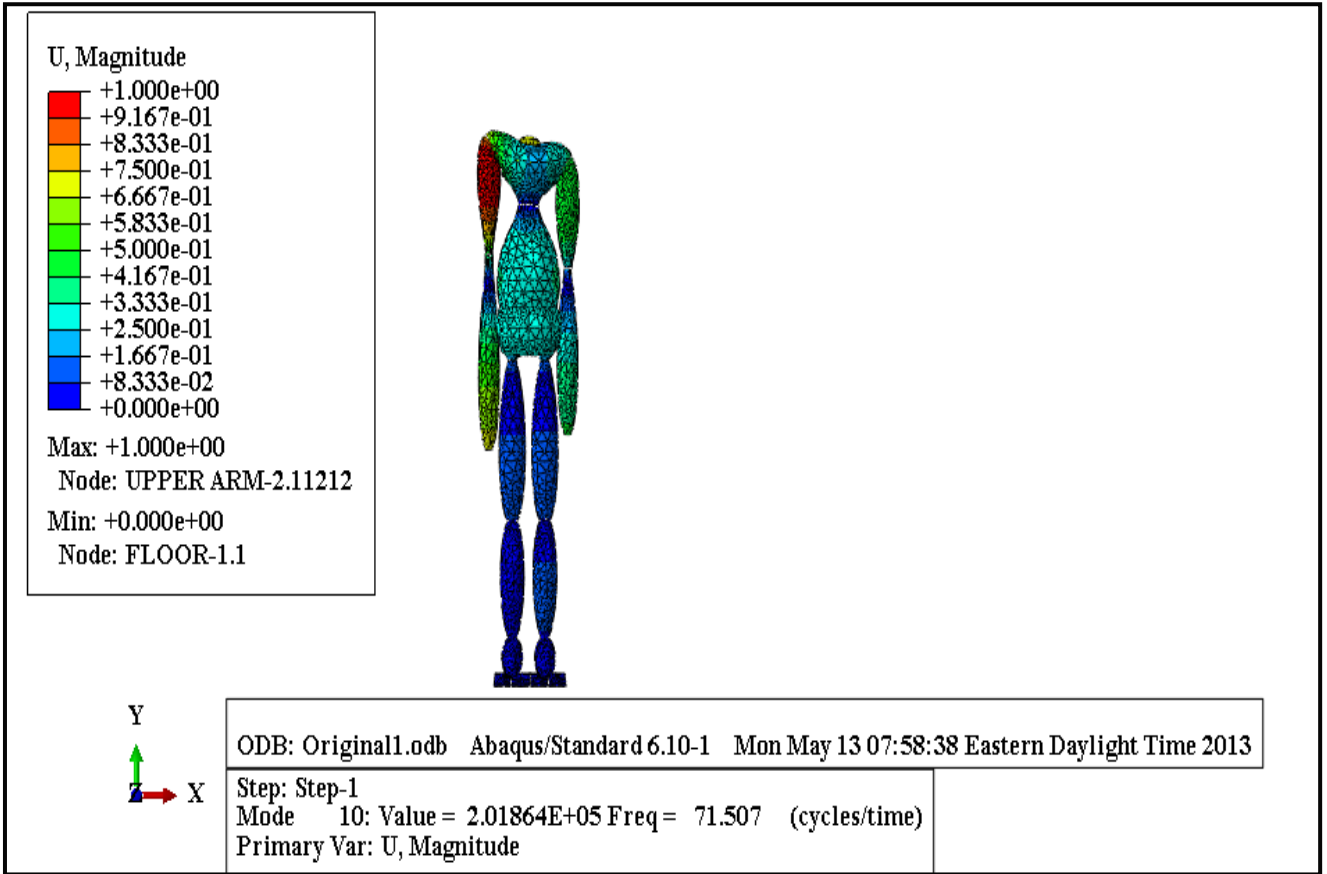 U, Magnitude
+1.000e+00
+9.167e-01
+8.333e-01
+7.500e-01
+6.667e-01
+5.833e-01
+5.000e-01
+4.167e-01
+3.333e-01
+2.500e-01
+1.667e-01
+8.333e-02
+0.000e+00
Max: +1.000e+00
Node: UPPER ARM-2.11212
Min: +0.000e+00
Node: FLOOR-1.1
Y
Z X
ODB: Original1.odb Abaqus/Standard 6.10-1 Mon May 13 07:58:38 Eastern Daylight Time 2013
Step: Step-1
Mode 10: Value = 2.01864E+05 Freq = 71.507 (cycles/time)
Primary Var: U, Magnitude